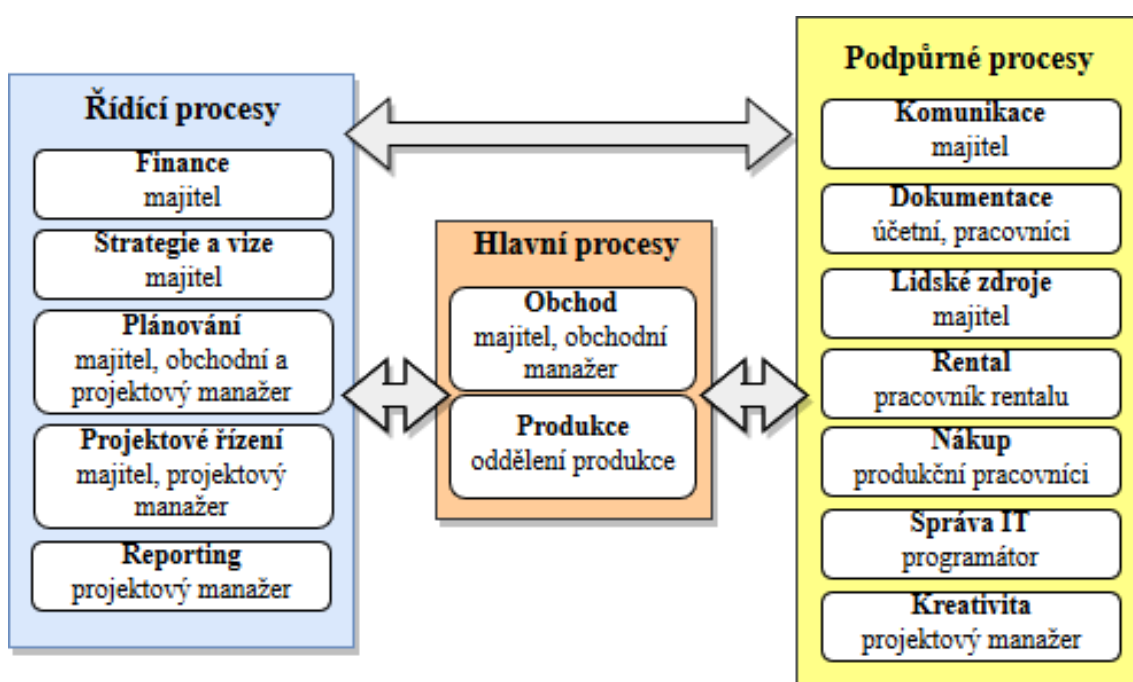 Řídící procesy
Finance
majitel
Strategie a vize
majitel
Plánování
majitel, obchodní a
projektový manažer
Projektové řízení
majitel, projektový
manažer
Reporting
projektový manažer
Hlavní procesy
Obchod
majitel, obchodní
manažer
Produkce
oddělení produkce
Podpůrné procesy
Komunikace
majitel
Dokumentace
účetní, pracovníci
Lidské zdroje
majitel
Rental
pracovník rentalu
Nákup
produkční pracovníci
Správa IT
programátor
Kreativita
projektový manažer